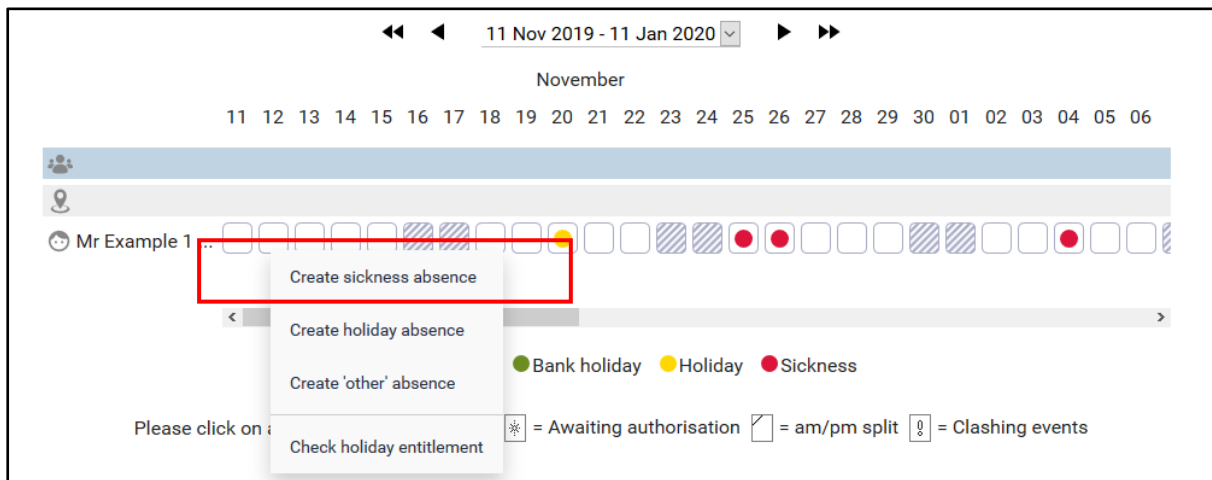 11 Nov 2019 - 11 Jan 2020
November
11 12 13 14 15 16 17 18 19 20 21 22 23 24 25 26 27 28 29 30 01 02 03 04 05 06
Mr Example 1 ...
Create sickness absence
Create holiday absence
Bank holiday Holiday Sickness
Create 'other' absence
Please click on a = Awaiting authorisation = am/pm split = Clashing events
Check holiday entitlement